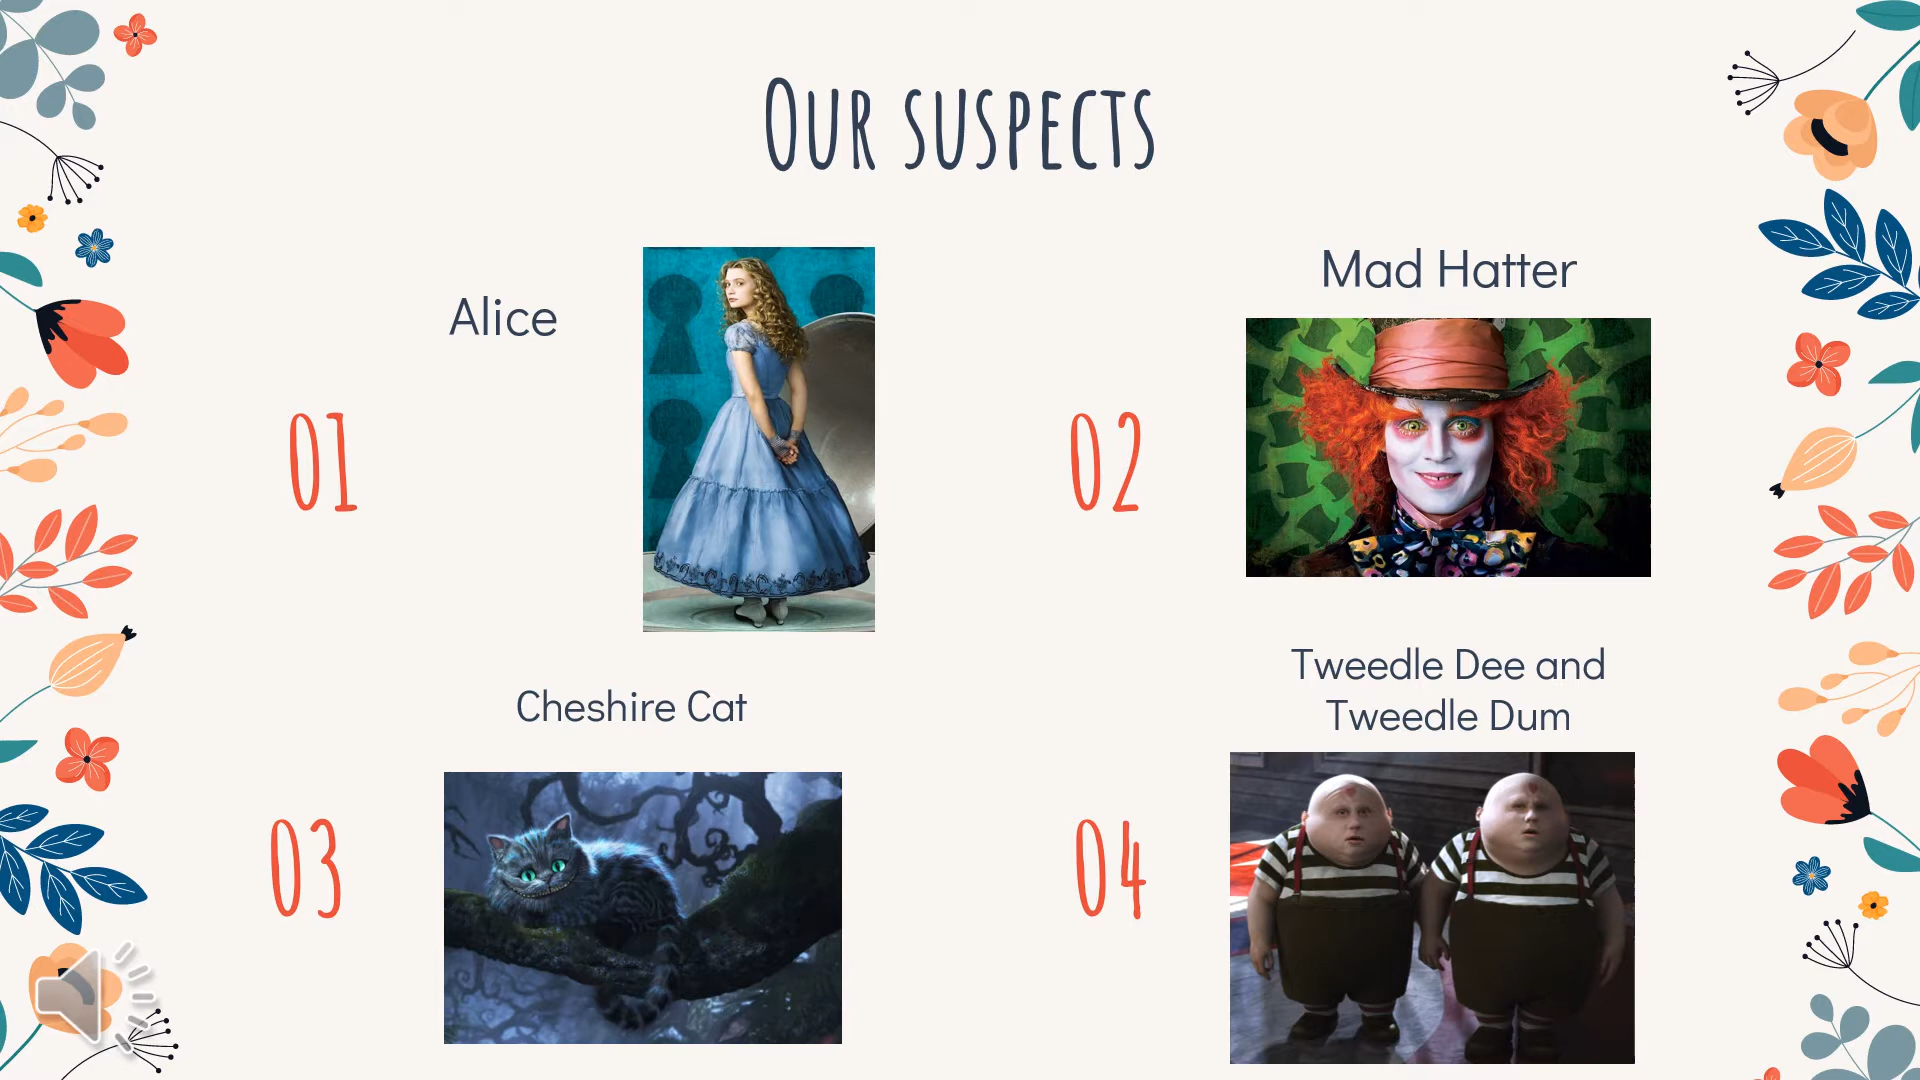 Our suspects
Alice
01
Mad Hatter
02
Cheshire Cat
03
Tweedle Dee and
Tweedle Dum
04